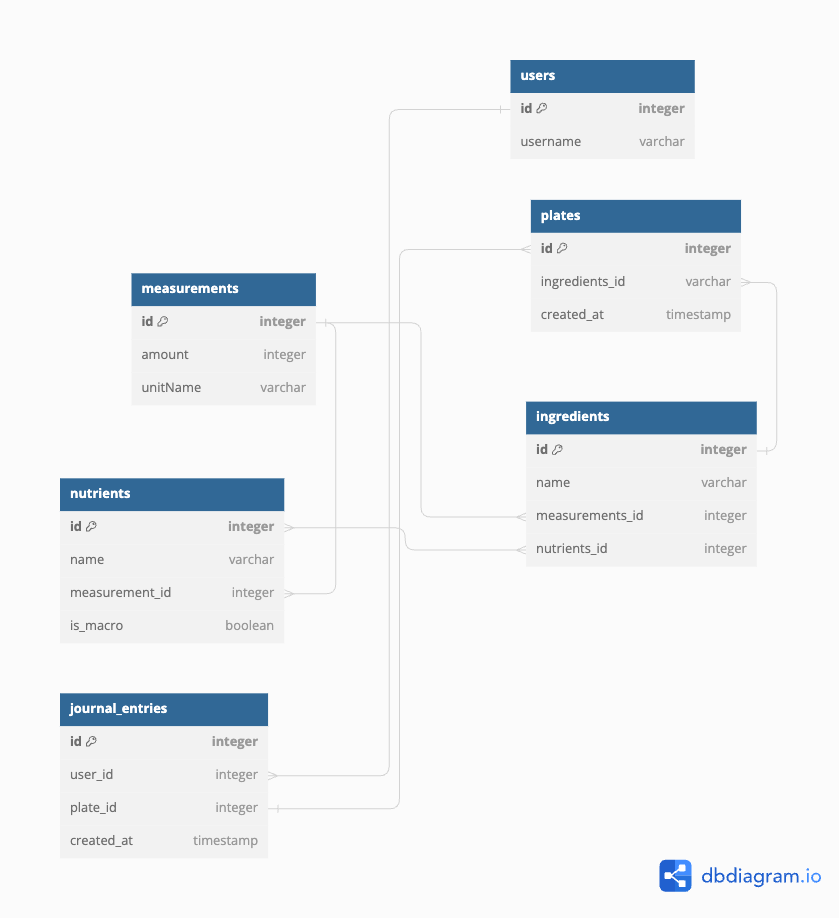 users
id integer
username varchar
plates
id integer
ingredients_id varchar
created_at timestamp
measurements
id integer
amount integer
unitName varchar
ingredients
id integer
name varchar
measurements_id integer
nutrients_id integer
nutrients
id integer
name varchar
measurement_id integer
is_macro boolean
journal_entries
id integer
user_id integer
plate_id integer
created_at timestamp
dbdiagram.io